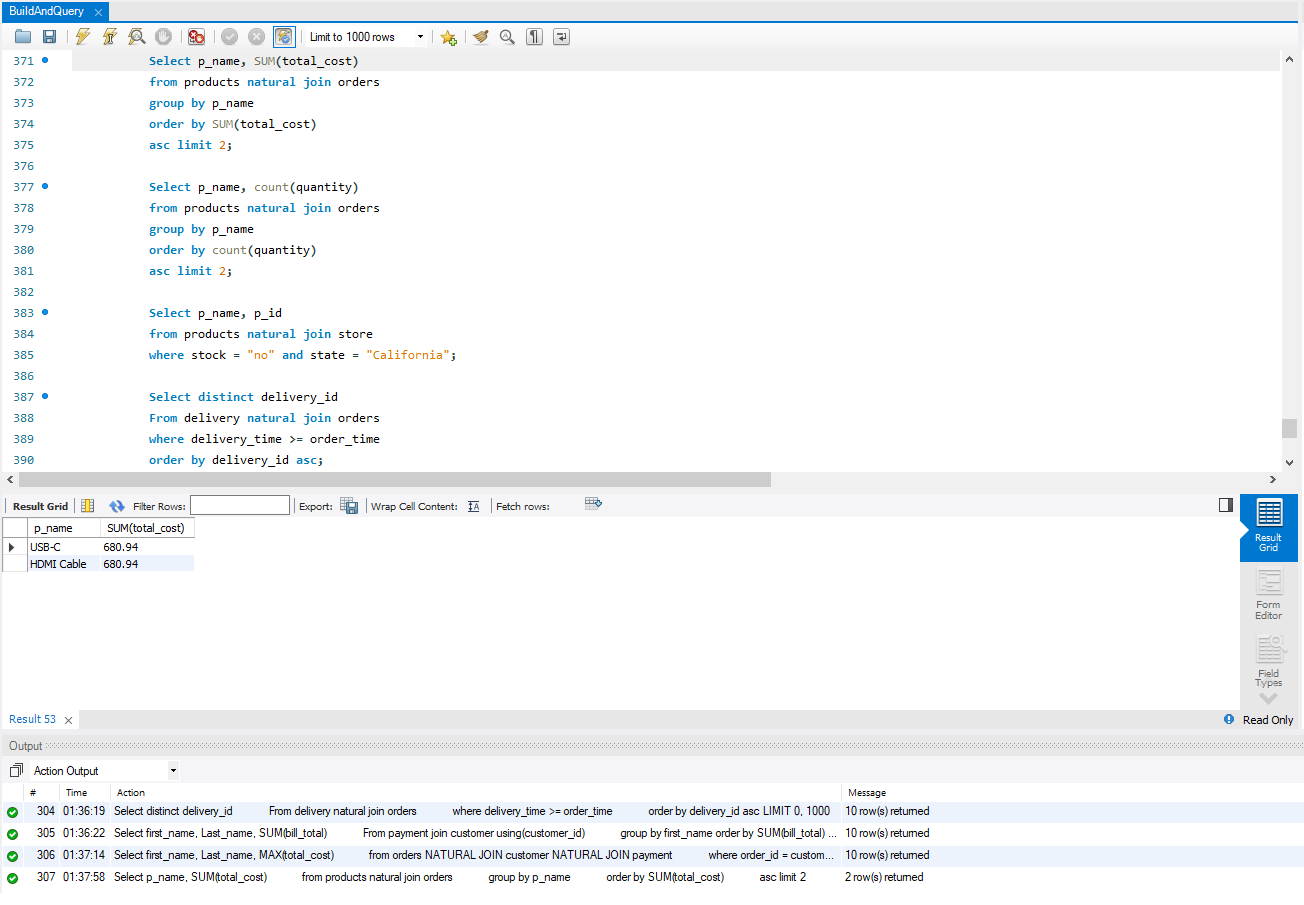 BuildAndQuery
Limit to 1000 rows
371 Select p_name, SUM(total_cost)
372 from products natural join orders
373 group by p_name
374 order by SUM(total_cost)
375 asc limit 2;
376
377 Select p_name, count(quantity)
378 from products natural join orders
379 group by p_name
380 order by count(quantity)
381 asc limit 2;
382
383 Select p_name, p_id
384 from products natural join store
385 where stock = "no" and state = "California";
386
387 Select distinct delivery_id
388 From delivery natural join orders
389 where delivery_time >= order_time
390 order by delivery_id asc;
Result Grid Filter Rows: Export: Wrap Cell Content: Fetch rows:
p_name SUM(total_cost)
USB-C 680.94
HDMI Cable 680.94
Result
Grid
Form
Editor
Field
Types
Result 53 Read Only
Output
Action Output
# Time Action Message
304 01:36:19 Select distinct delivery_id From delivery natural join orders where delivery_time >= order_time order by delivery_id asc LIMIT 0, 1000 10 row(s) returned
305 01:36:22 Select first_name, Last_name, SUM(bill_total) From payment join customer using(customer_id) group by first_name order by SUM(bill_total) ... 10 row(s) returned
306 01:37:14 Select first_name, Last_name, MAX(total_cost) from orders NATURAL JOIN customer NATURAL JOIN payment where order_id = custom... 10 row(s) returned
307 01:37:58 Select p_name, SUM(total_cost) from products natural join orders group by p_name order by SUM(total_cost) asc limit 2 2 row(s) returned